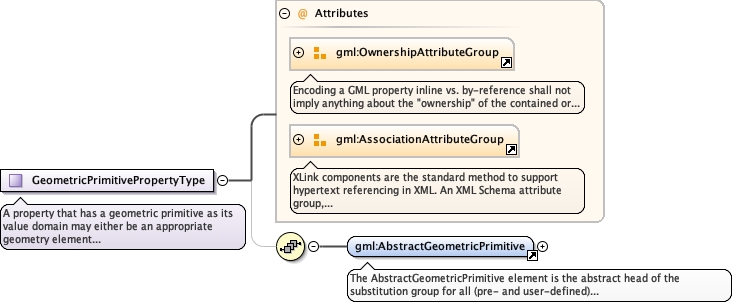 @ Attributes
gml:OwnershipAttributeGroup
Encoding a GML property inline vs. by-reference shall not
imply anything about the "ownership" of the contained or...
gml:AssociationAttributeGroup
XLink components are the standard method to support
hypertext referencing in XML. An XML Schema attribute
group,...
GeometricPrimitivePropertyType
A property that has a geometric primitive as its
value domain may either be an appropriate
geometry element...
gml:AbstractGeometricPrimitive
The AbstractGeometricPrimitive element is the abstract head of the
substitution group for all (pre- and user-defined)...